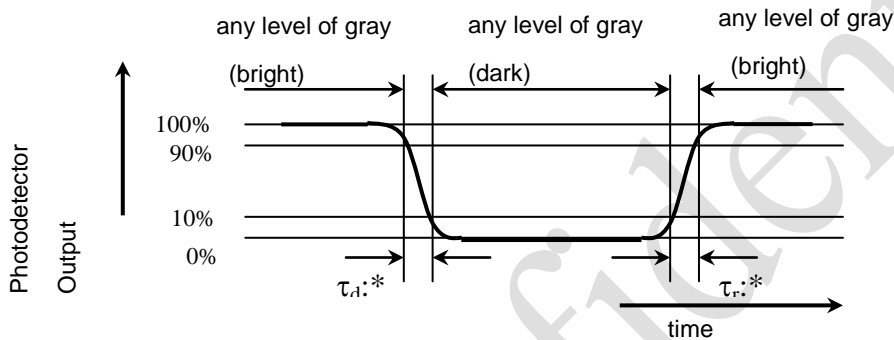 any level of gray any level of gray any level of gray
(bright) (dark) (bright)
100%
90%
10%
0%
Photodetector
Output
τd:* τr:*
time